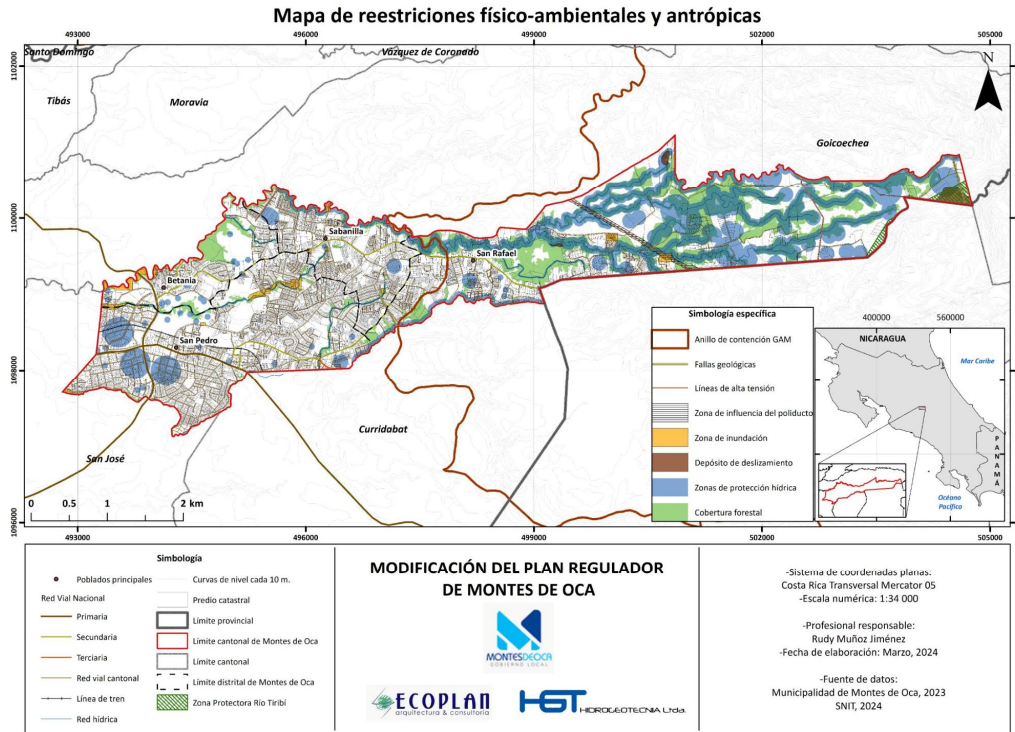 Mapa de reestriciones físico-ambientales y antrópicas
493000
496000
499000
502000
505000
Santo Domingo
Vázquez de Coronado
N
1102000
Tibás
Moravia
Goicoechea
1100000
Sabanilla
San Rafael
Betania
San Pedro
1098000
Curridabat
San José
0 0.5 1 2 km
1096000
493000
496000
499000
502000
505000
Simbología específica
Anillo de contención GAM
Fallas geológicas
Líneas de alta tensión
Zona de influencia del poliducto
Zona de inundación
Depósito de deslizamiento
Zonas de protección hídrica
Cobertura forestal
400000
560000
NICARAGUA
Mar Caribe
PANAMÁ
Océano
Pacífico
Simbología
Poblados principales
Red Vial Nacional
Primaria
Secundaria
Terciaria
Red vial cantonal
Línea de tren
Red hídrica
Curvas de nivel cada 10 m.
Predio catastral
Límite provincial
Límite cantonal de Montes de Oca
Límite cantonal
Límite distrital de Montes de Oca
Zona Protectora Río Tiribí
MODIFICACIÓN DEL PLAN REGULADOR
DE MONTES DE OCA
MONTESDEOCA
GOBIERNO LOCAL
ECOPLAN
arquitectura & consultoría
HGT HIDROGEOTECNIA Ltda.
-Sistema de coordenadas planas:
Costa Rica Transversal Mercator 05
-Escala numérica: 1:34 000
-Profesional responsable:
Rudy Muñoz Jiménez
-Fecha de elaboración: Marzo, 2024
-Fuente de datos:
Municipalidad de Montes de Oca, 2023
SNIT, 2024